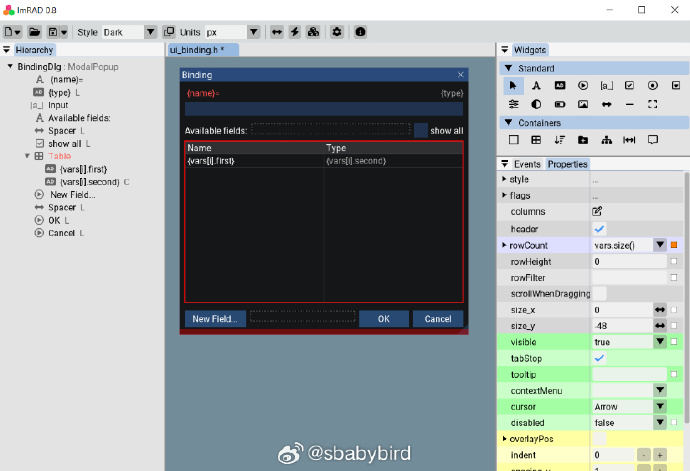 ImRAD 0.8
Style Dark Units px
Hierarchy
BindingDlg : ModalPopup
{name}=
{type} L
Input
Available fields:
Spacer L
show all L
Table
{vars[i].first}
{vars[i].second} C
New Field...
Spacer L
OK L
Cancel L
ui_binding.h *
Binding
{name}= {type}
Available fields: show all
Name Type
{vars[i].first} {vars[i].second}
New Field... OK Cancel
@sbabybird
Widgets
Standard
Containers
Events Properties
style ...
flags ...
columns
header
rowCount vars.size()
rowHeight 0
rowFilter
scrollWhenDragging
size_x 0
size_y -48
visible true
tabStop
tooltip
contextMenu
cursor Arrow
disabled false
overlayPos
indent 0 - +